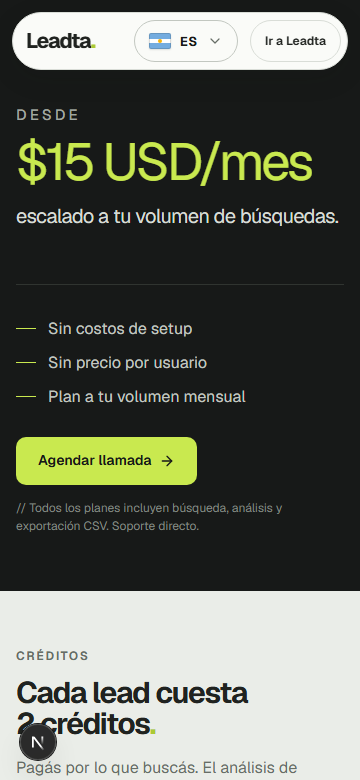 Leadta.
ES
Ir a Leadta
DESDE
$15 USD/mes
escalado a tu volumen de búsquedas.
— Sin costos de setup
— Sin precio por usuario
— Plan a tu volumen mensual
Agendar llamada →
// Todos los planes incluyen búsqueda, análisis y
exportación CSV. Soporte directo.
CRÉDITOS
Cada lead cuesta
2 créditos.
N
Pagás por lo que buscás. El análisis de